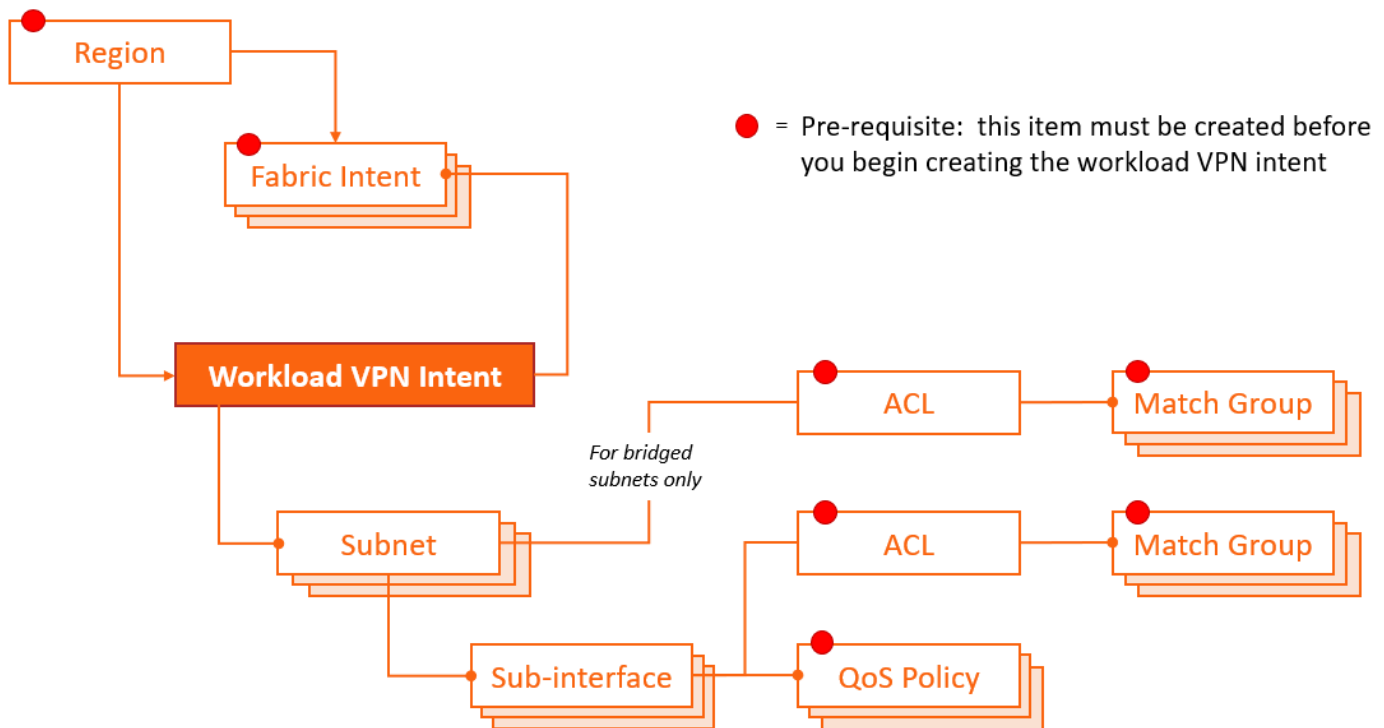 Region
= Pre-requisite: this item must be created before
you begin creating the workload VPN intent
Fabric Intent
Workload VPN Intent
ACL
Match Group
For bridged
subnets only
Subnet
ACL
Match Group
Sub-interface
QoS Policy